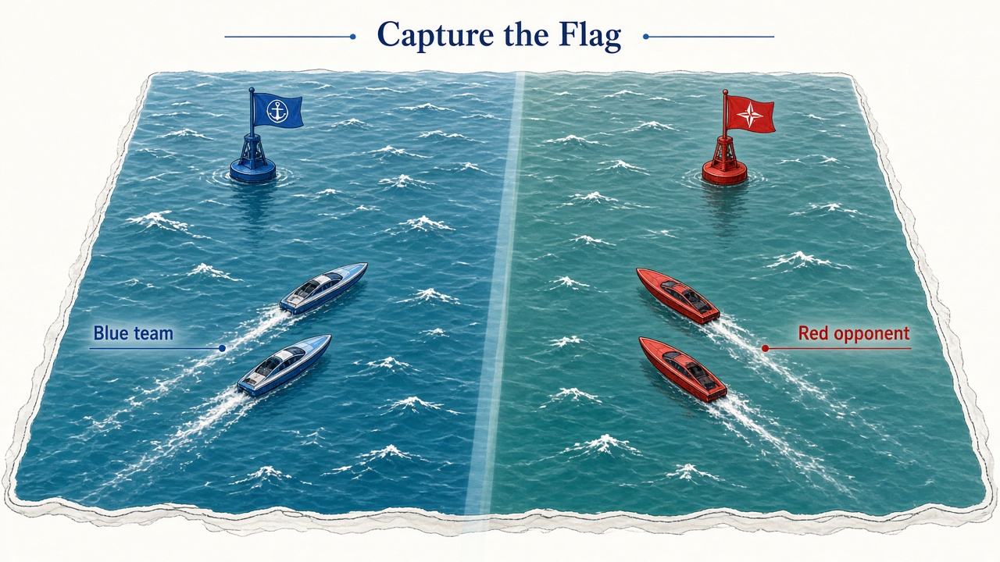 Capture the Flag
Blue team
Red opponent